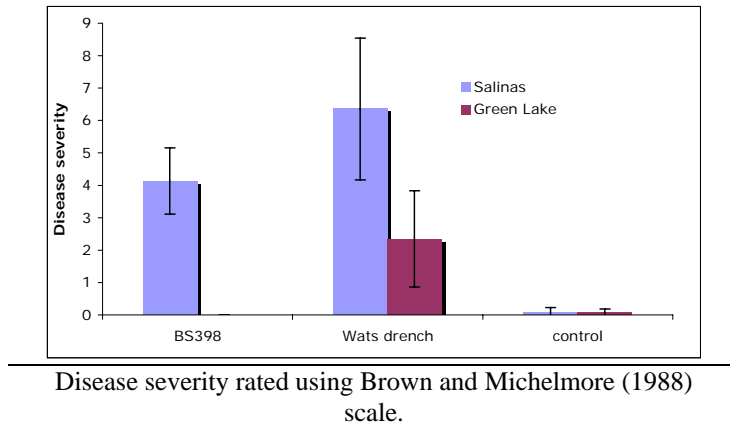 9
8
7
6
5
4
3
2
1
0
Disease severity
Salinas
Green Lake
BS398 Wats drench control
Disease severity rated using Brown and Michelmore (1988)
scale.